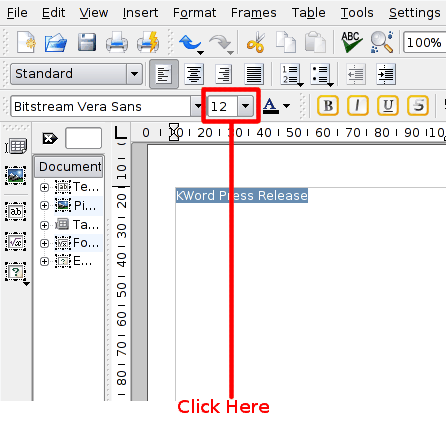 File Edit View Insert Format Frames Table Tools Settings
100%
Standard
Bitstream Vera Sans 12 A B I U S
0 10 20 30 40 50 60 70 80 90
Document
Te...
Pi...
Ta...
Fo...
E...
KWord Press Release
10 20 30 40 50 60 70 80
Click Here